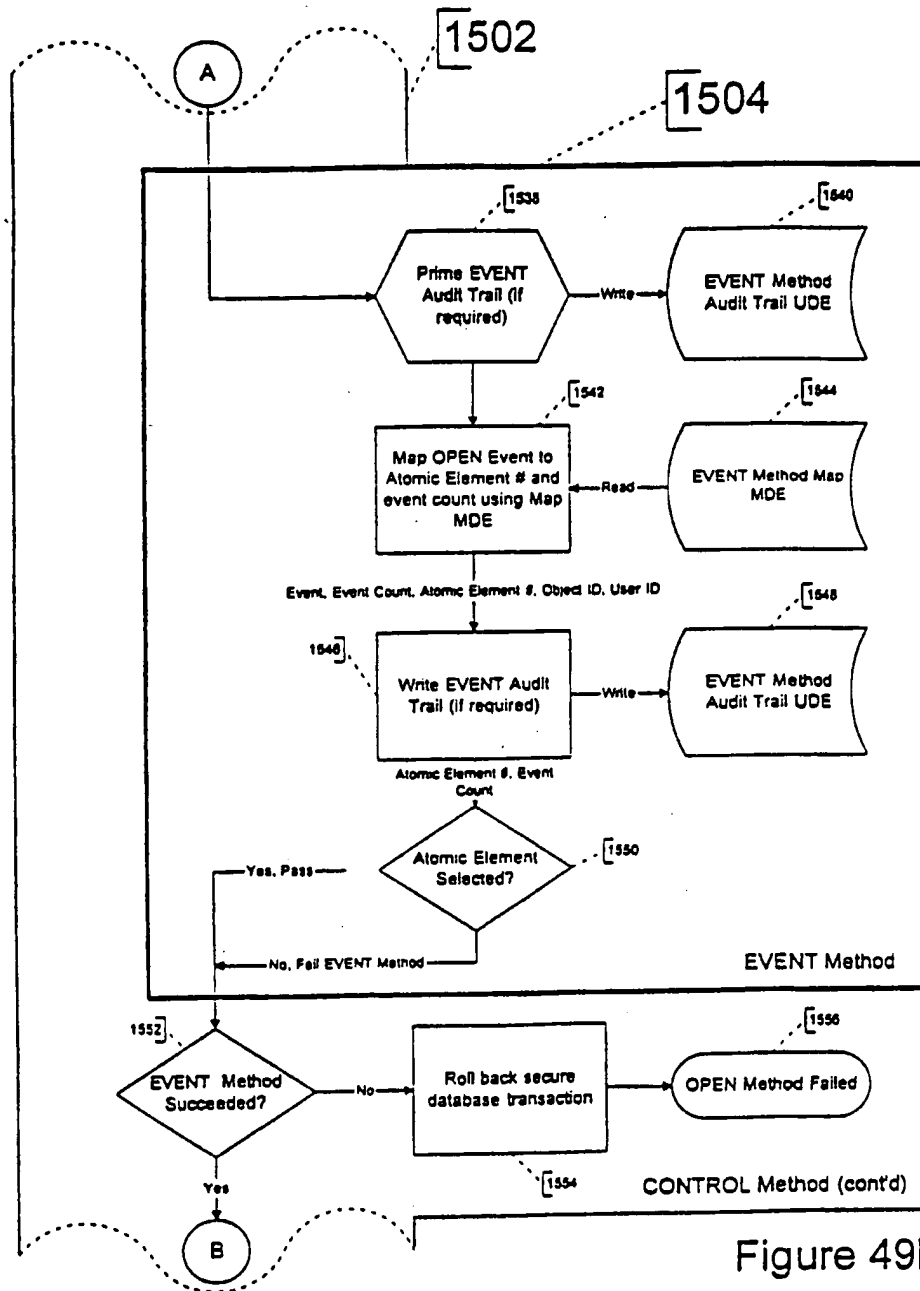 1502
A
1504
1538
1540
Prime EVENT
Audit Trail (if
required)
Write
EVENT Method
Audit Trail UDE
1542
1544
Map OPEN Event to
Atomic Element # and
event count using Map
MDE
Read
EVENT Method Map
MDE
Event, Event Count, Atomic Element #, Object ID, User ID
1546
1548
Write EVENT Audit
Trail (if required)
Write
EVENT Method
Audit Trail UDE
Atomic Element #, Event
Count
Atomic Element
Selected?
1550
Yes, Pass
No, Fail EVENT Method
EVENT Method
1552
EVENT Method
Succeeded?
No
Roll back secure
database transaction
1556
OPEN Method Failed
Yes
1554
CONTROL Method (cont'd)
B
Figure 49